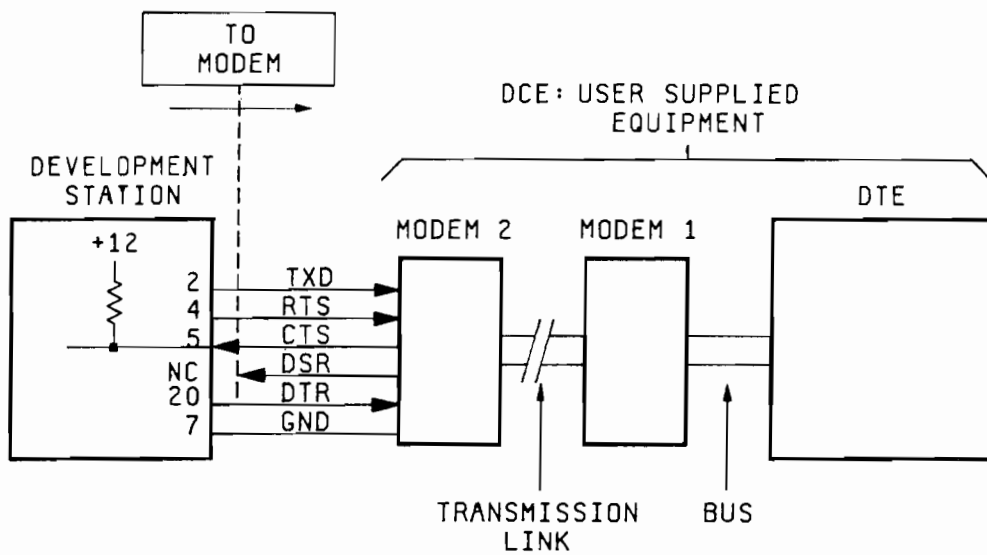 TO
MODEM
DCE: USER SUPPLIED
EQUIPMENT
DEVELOPMENT
STATION
DTE
MODEM 2
MODEM 1
+12
2
TXD
4
RTS
5
CTS
NC
DSR
20
DTR
7
GND
TRANSMISSION
LINK
BUS